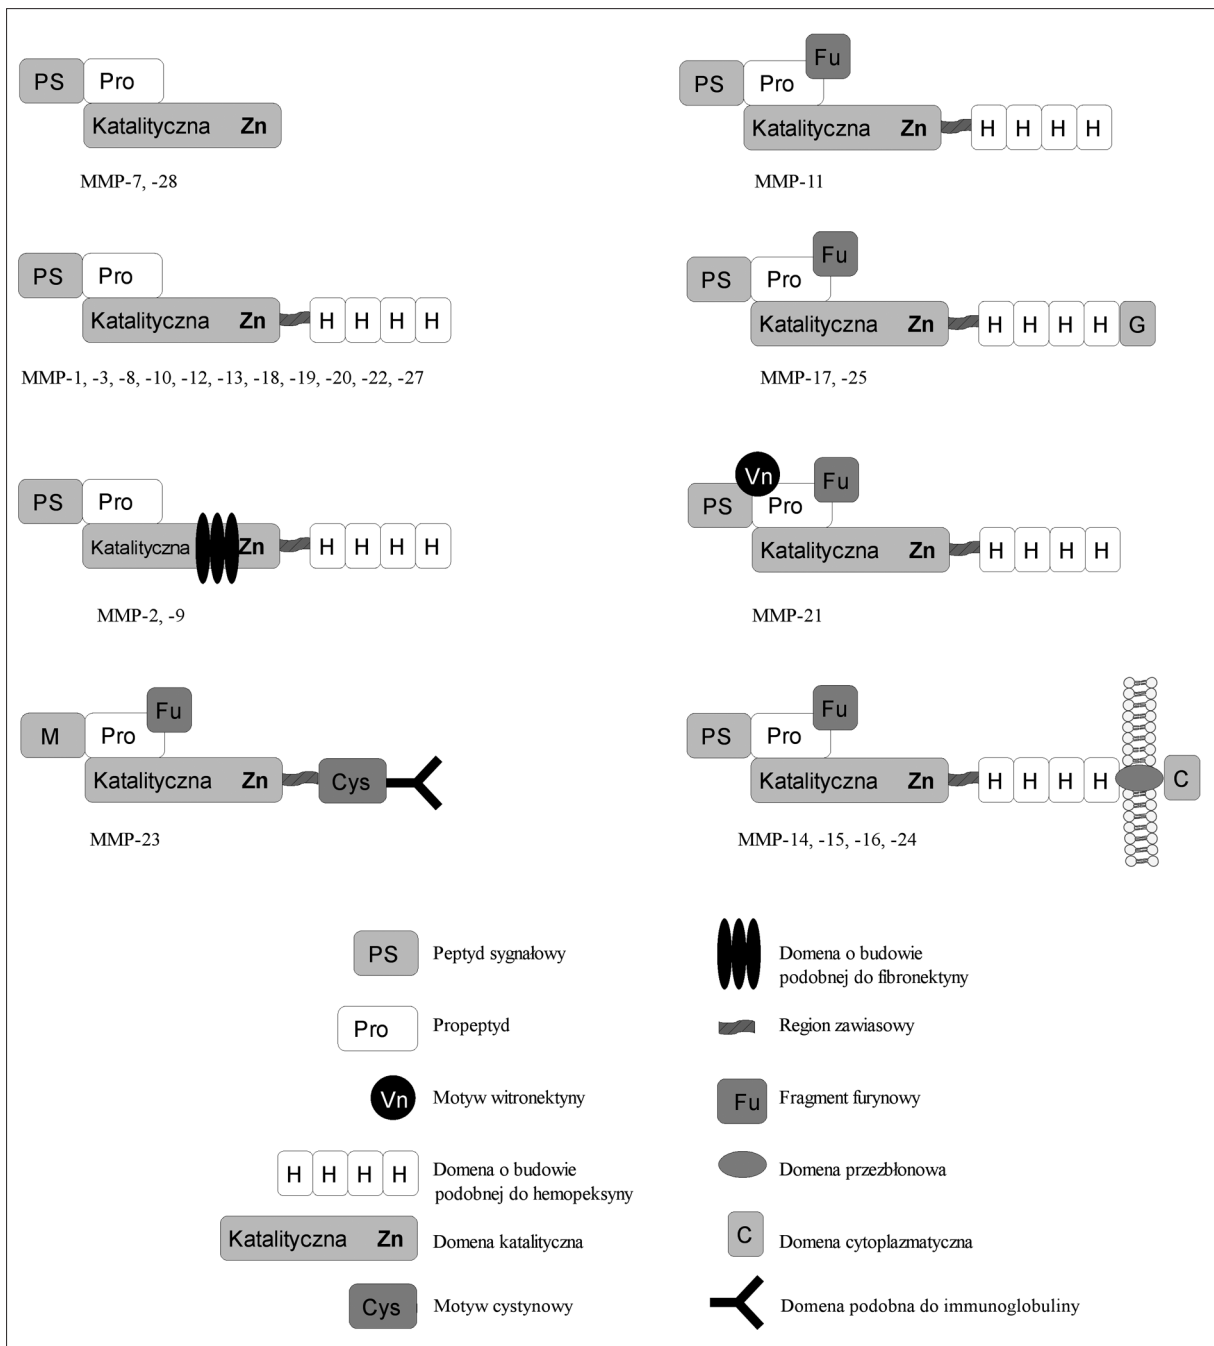 PS
Pro
Katalityczna Zn
MMP-7, -28
Fu
PS
Pro
Katalityczna Zn
H H H H
MMP-11
PS
Pro
Katalityczna Zn
H H H H
MMP-1, -3, -8, -10, -12, -13, -18, -19, -20, -22, -27
Fu
PS
Pro
Katalityczna Zn
H H H H G
MMP-17, -25
PS
Pro
Katalityczna Zn
H H H H
MMP-2, -9
Vn
Fu
PS
Pro
Katalityczna Zn
H H H H
MMP-21
Fu
M
Pro
Katalityczna Zn
Cys
MMP-23
Fu
PS
Pro
Katalityczna Zn
H H H H
C
MMP-14, -15, -16, -24
PS
Peptyd sygnałowy
Domena o budowie
podobnej do fibronektyny
Pro
Propeptyd
Region zawiasowy
Vn
Motyw witronektyny
Fu
Fragment furynowy
H H H H
Domena o budowie
podobnej do hemopeksyny
Domena przezbłonowa
Katalityczna Zn
Domena katalityczna
C
Domena cytoplazmatyczna
Cys
Motyw cystynowy
Domena podobna do immunoglobuliny